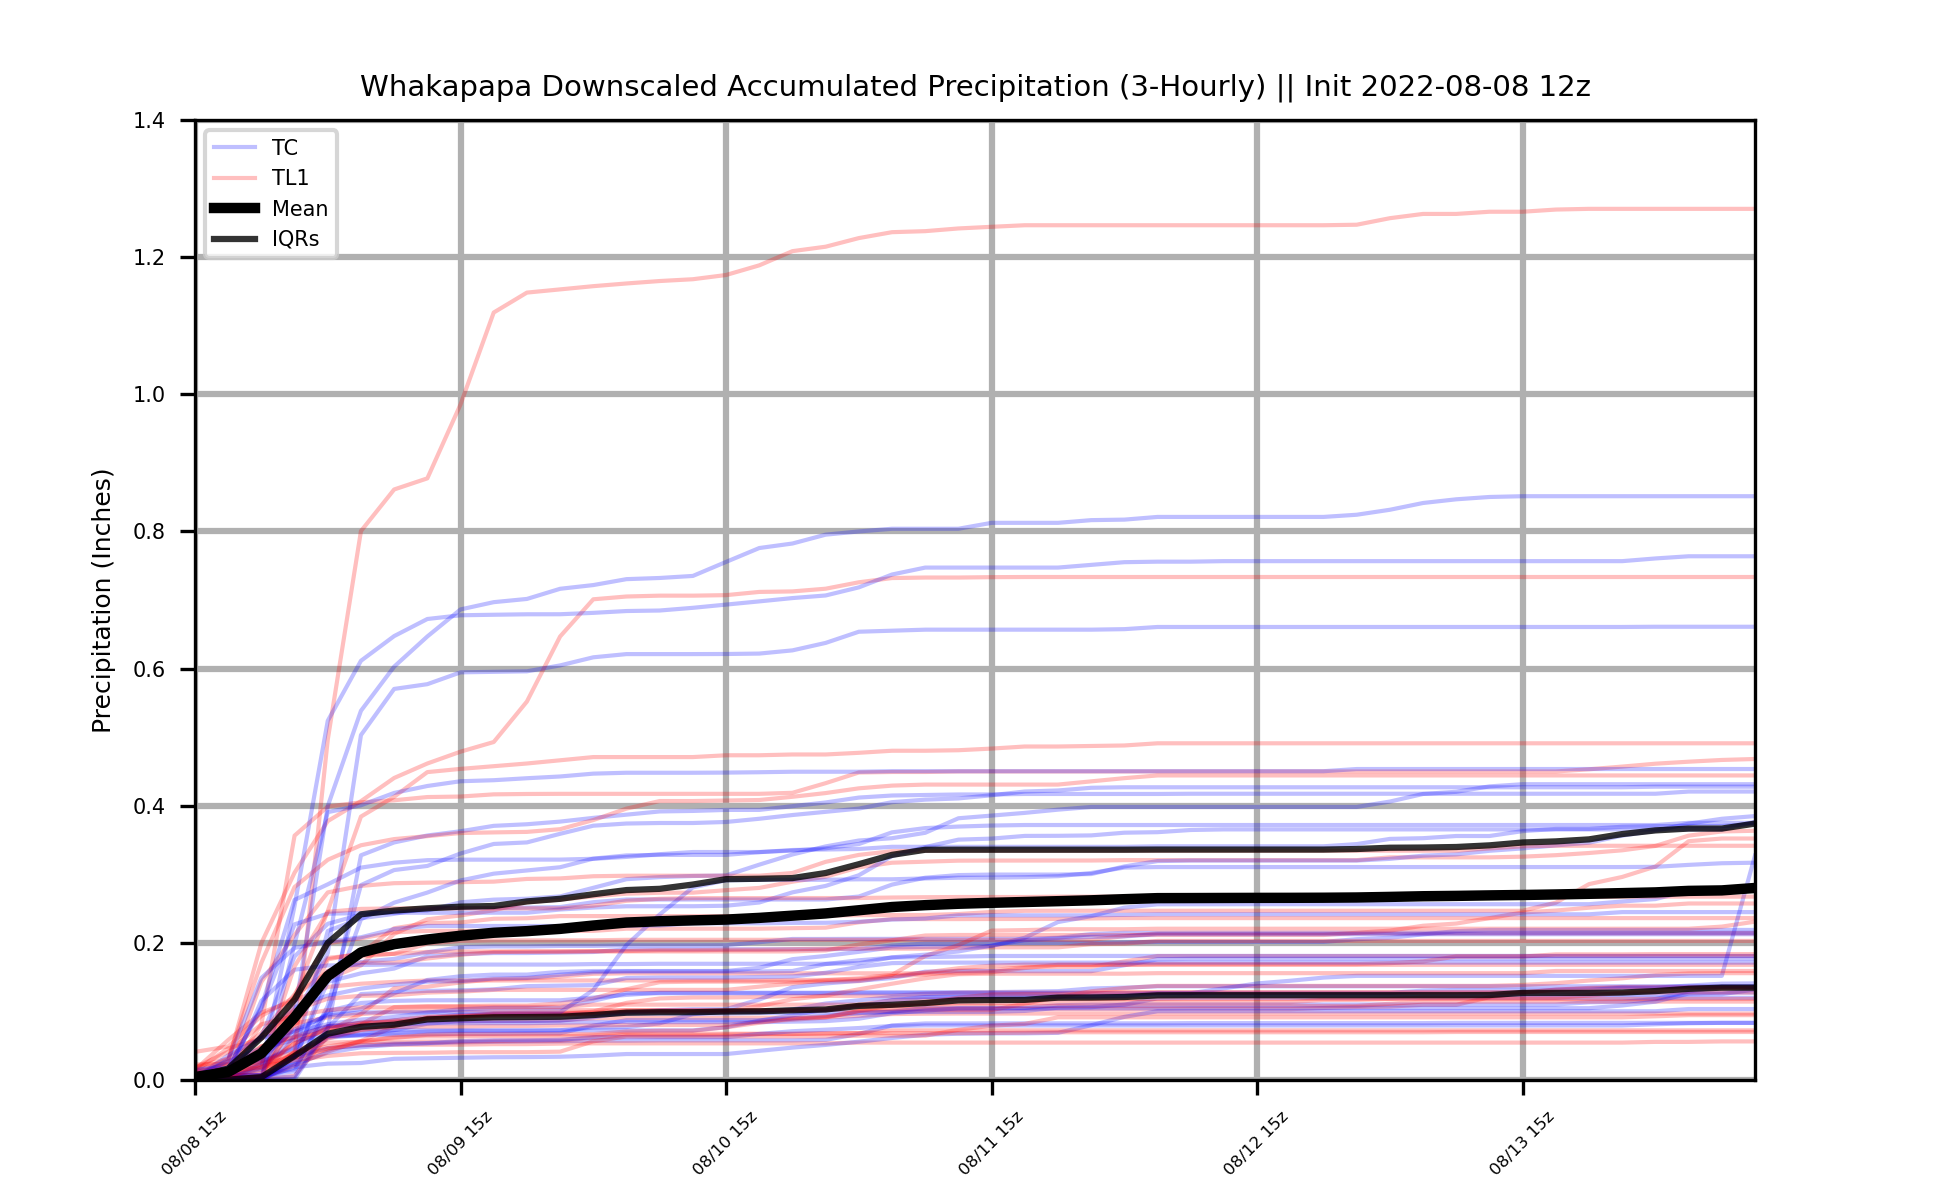 Whakapapa Downscaled Accumulated Precipitation (3-Hourly) || Init 2022-08-08 12z
1.4
1.2
1.0
0.8
0.6
0.4
0.2
0.0
Precipitation (Inches)
TC
TL1
Mean
IQRs
08/08 15z
08/09 15z
08/10 15z
08/11 15z
08/12 15z
08/13 15z